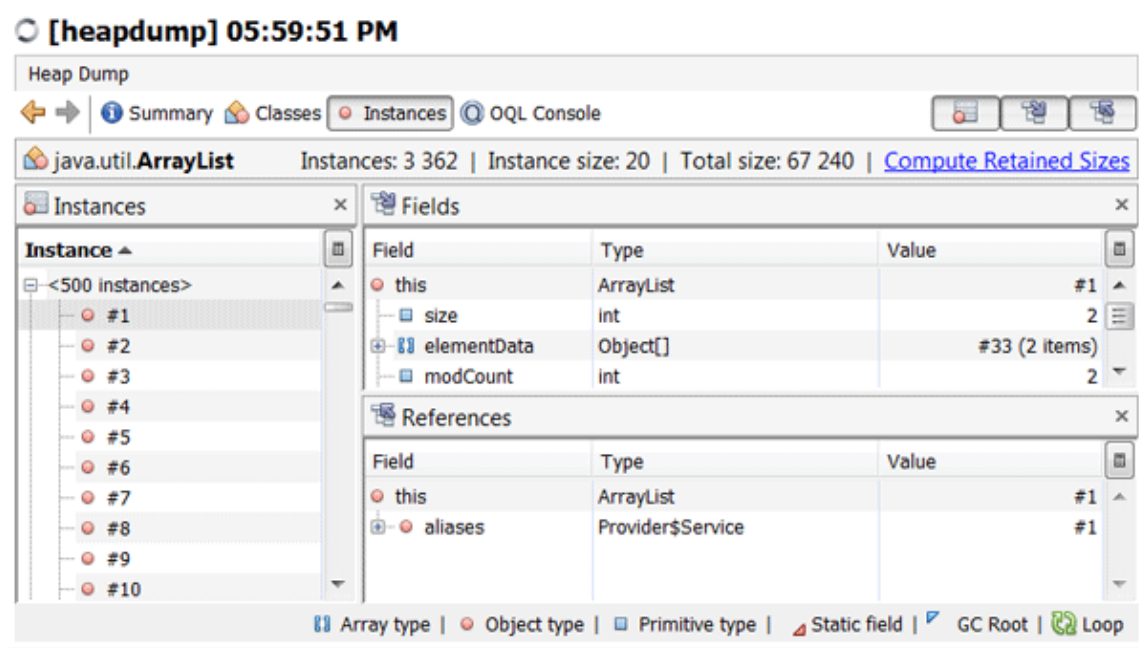 [heapdump] 05:59:51 PM
Heap Dump
Summary Classes Instances OQL Console
java.util.ArrayList Instances: 3 362 | Instance size: 20 | Total size: 67 240 | Compute Retained Sizes
Instances
Instance
<500 instances>
#1
#2
#3
#4
#5
#6
#7
#8
#9
#10
Fields
Field Type Value
this ArrayList #1
size int 2
elementData Object[] #33 (2 items)
modCount int 2
References
Field Type Value
this ArrayList #1
aliases Provider$Service #1
Array type | Object type | Primitive type | Static field | GC Root | Loop